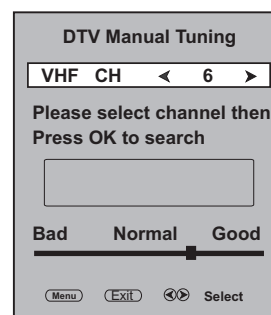 DTV Manual Tuning
VHF CH < 6 >
Please select channel then
Press OK to search
Bad Normal Good
Menu Exit Select